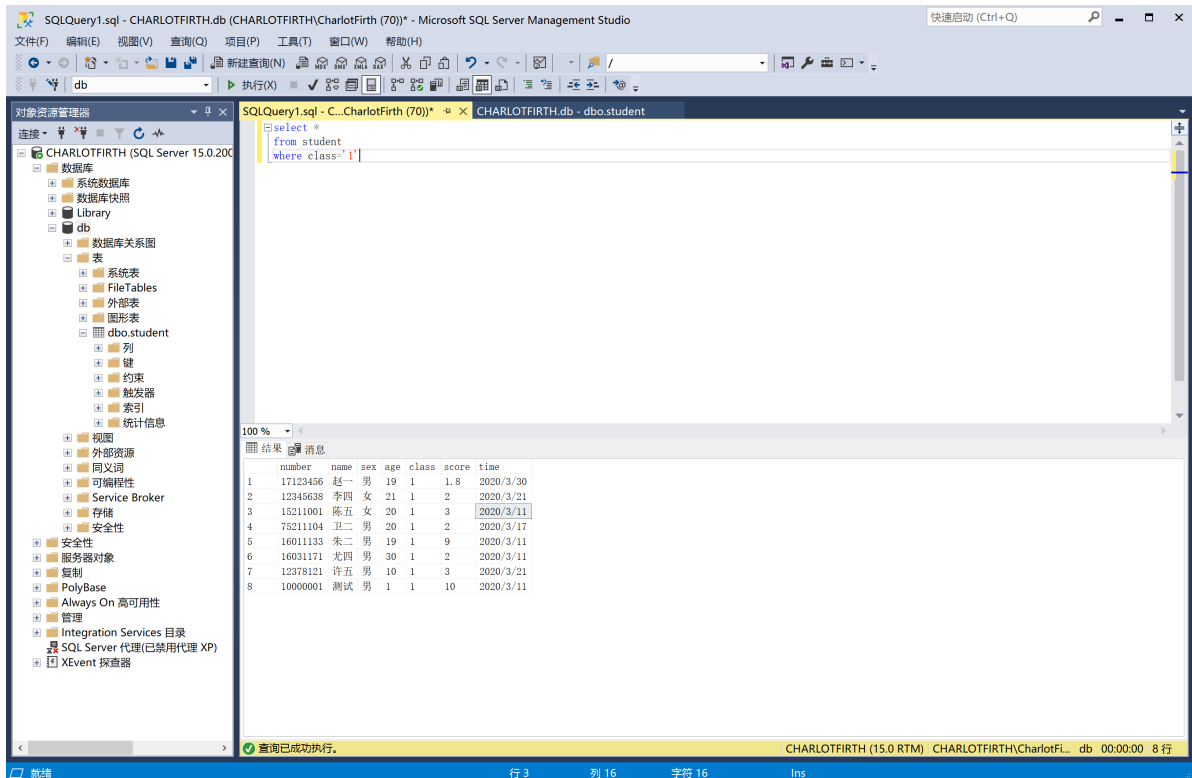 SQLQuery1.sql - CHARLOTFIRTH.db (CHARLOTFIRTH\CharlotFirth (70))* - Microsoft SQL Server Management Studio
快速启动 (Ctrl+Q)
文件(F) 编辑(E) 视图(V) 查询(Q) 项目(P) 工具(T) 窗口(W) 帮助(H)
新建查询(N) MDX DMX XMLA DAX /
db 执行(X)
对象资源管理器
SQLQuery1.sql - C...CharlotFirth (70))* CHARLOTFIRTH.db - dbo.student
连接
select *
from student
where class='1'
CHARLOTFIRTH (SQL Server 15.0.200
数据库
系统数据库
数据库快照
Library
db
数据库关系图
表
系统表
FileTables
外部表
图形表
dbo.student
列
键
约束
触发器
索引
统计信息
视图
外部资源
同义词
可编程性
Service Broker
存储
安全性
安全性
服务器对象
复制
PolyBase
Always On 高可用性
管理
Integration Services 目录
SQL Server 代理(已禁用代理 XP)
XEvent 探查器
100 %
结果 消息
number name sex age class score time
1 17123456 赵一 男 19 1 1.8 2020/3/30
2 12345638 李四 女 21 1 2 2020/3/21
3 15211001 陈五 女 20 1 3 2020/3/11
4 75211104 卫二 男 20 1 2 2020/3/17
5 16011133 朱二 男 19 1 9 2020/3/11
6 16031171 尤四 男 30 1 2 2020/3/11
7 12378121 许五 男 10 1 3 2020/3/21
8 10000001 测试 男 1 1 10 2020/3/11
查询已成功执行。 CHARLOTFIRTH (15.0 RTM) CHARLOTFIRTH\CharlotFi... db 00:00:00 8 行
就绪 行 3 列 16 字符 16 Ins